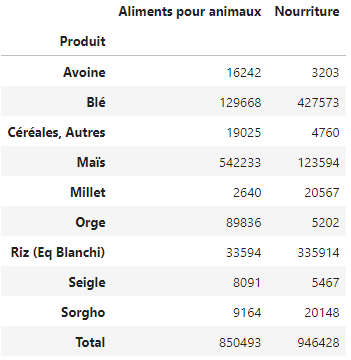 Aliments pour animaux Nourriture
Produit
Avoine 16242 3203
Blé 129668 427573
Céréales, Autres 19025 4760
Maïs 542233 123594
Millet 2640 20567
Orge 89836 5202
Riz (Eq Blanchi) 33594 335914
Seigle 8091 5467
Sorgho 9164 20148
Total 850493 946428